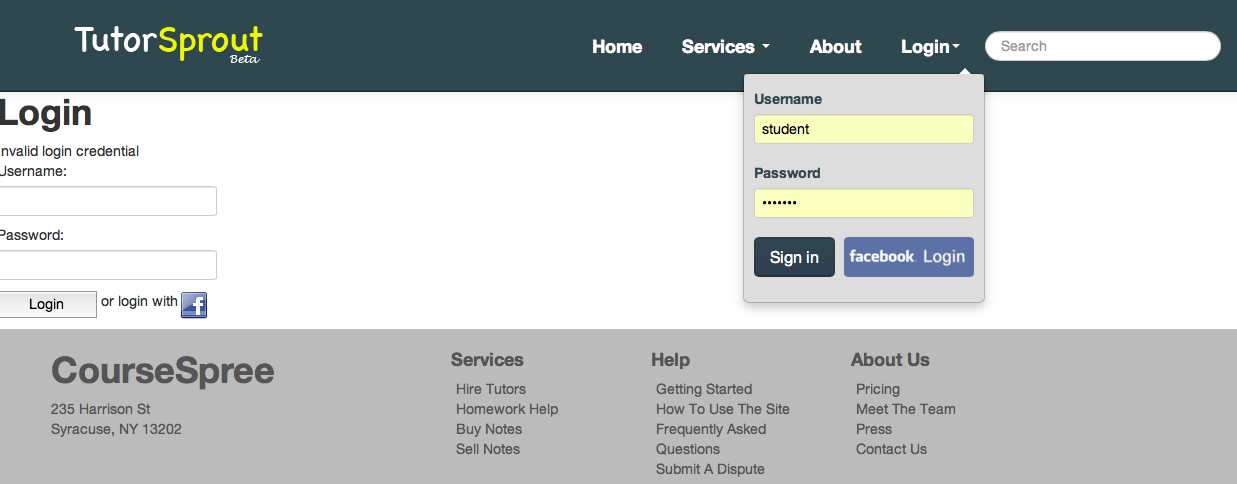 TutorSprout
Beta
Home Services About Login Search
Login
nvalid login credential
Username:
Password:
Login or login with f
Username
student
Password
•••••••
Sign in facebook. Login
CourseSpree
235 Harrison St
Syracuse, NY 13202
Services
Hire Tutors
Homework Help
Buy Notes
Sell Notes
Help
Getting Started
How To Use The Site
Frequently Asked
Questions
Submit A Dispute
About Us
Pricing
Meet The Team
Press
Contact Us